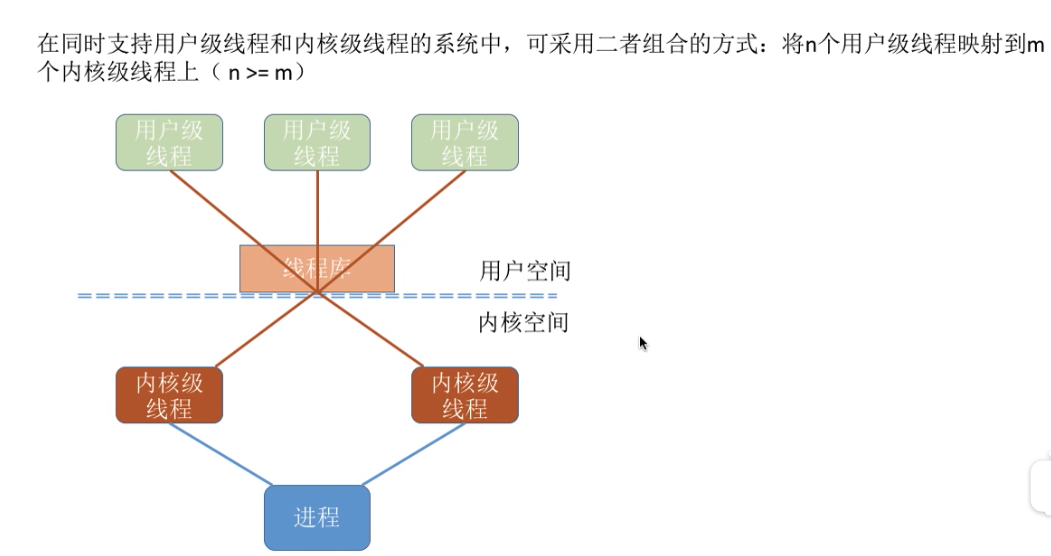 在同时支持用户级线程和内核级线程的系统中，可采用二者组合的方式：将n个用户级线程映射到m
个内核级线程上（ n >= m）
用户级
线程
用户级
线程
用户级
线程
线程库
用户空间
内核空间
内核级
线程
内核级
线程
进程